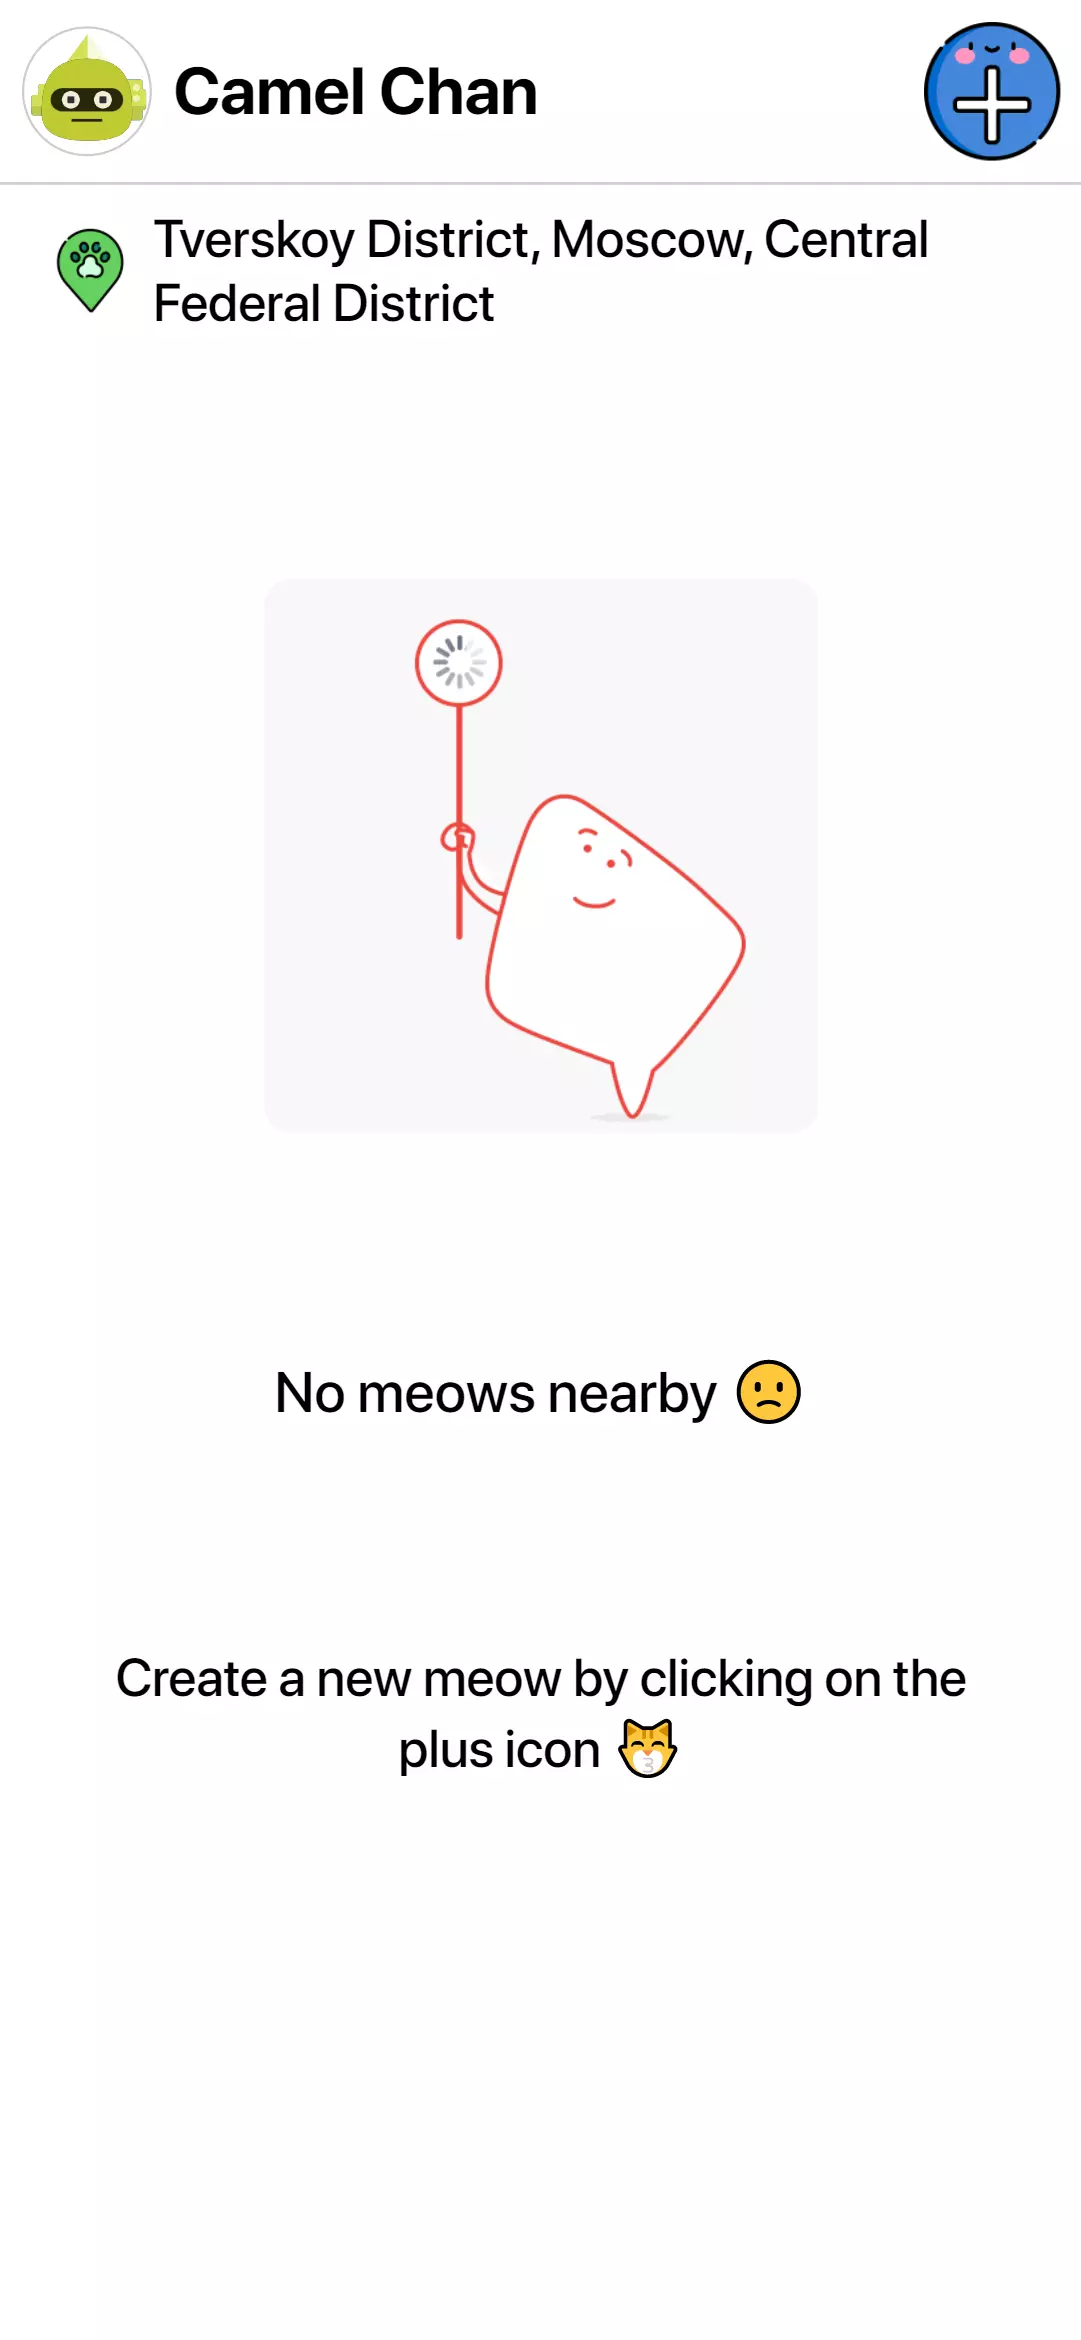 Camel Chan
Tverskoy District, Moscow, Central
Federal District
No meows nearby 🙁
Create a new meow by clicking on the
plus icon 😽